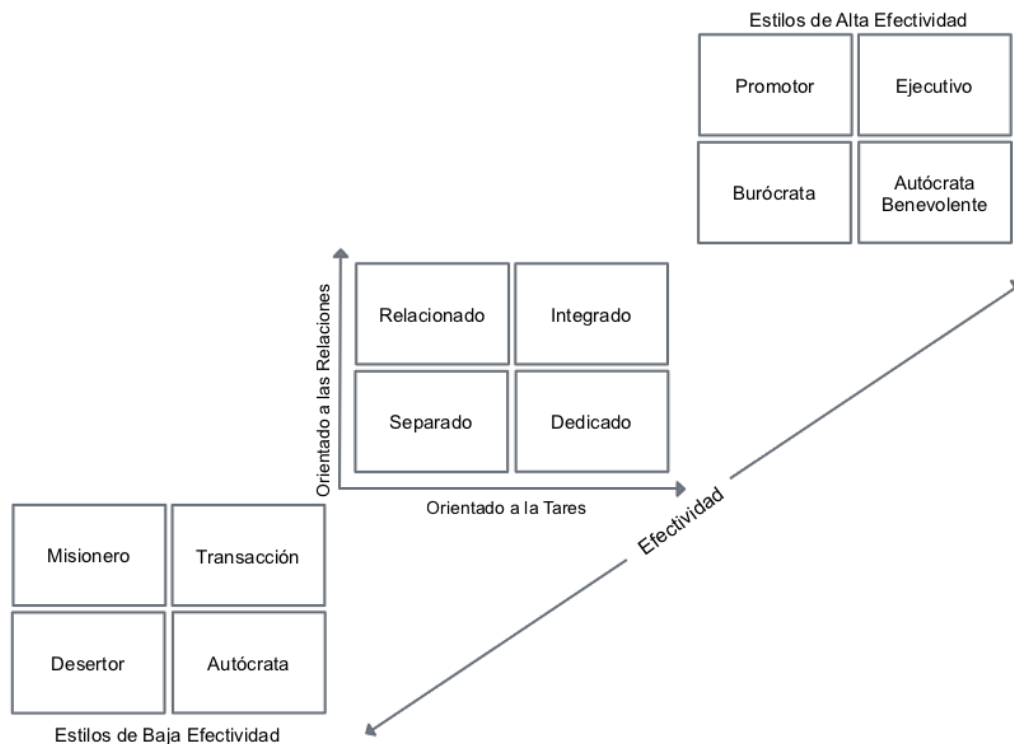 Estilos de Alta Efectividad
Promotor
Ejecutivo
Burócrata
Autócrata
Benevolente
Orientado a las Relaciones
Relacionado
Integrado
Separado
Dedicado
Orientado a la Tares
Efectividad
Misionero
Transacción
Desertor
Autócrata
Estilos de Baja Efectividad